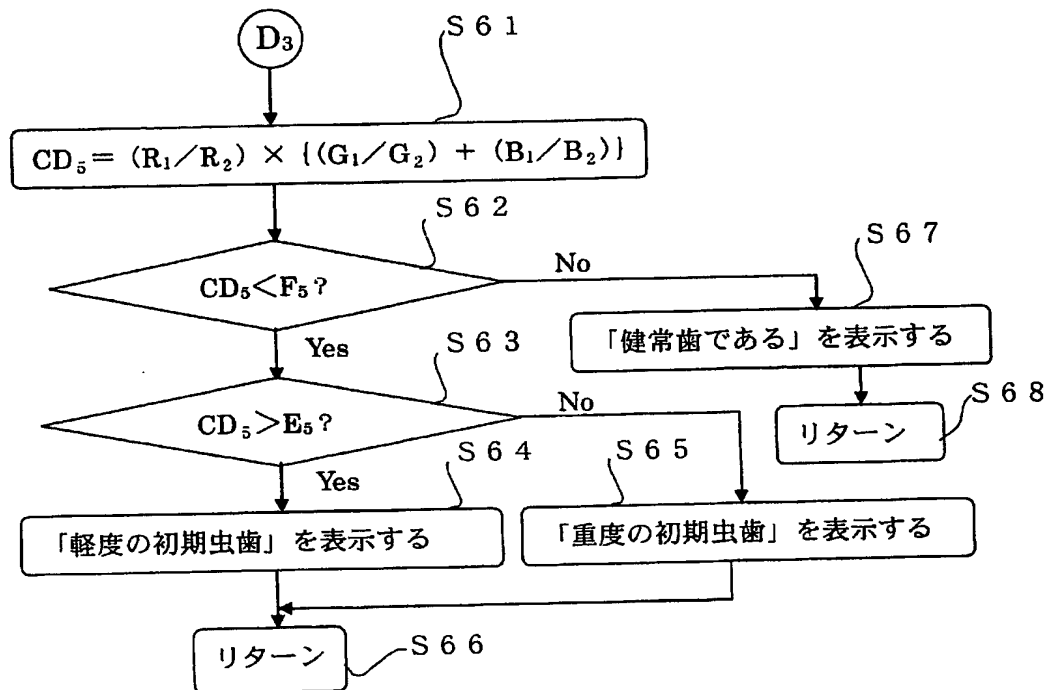 D₃
S61
CD₅＝(R₁／R₂)×{(G₁／G₂)＋(B₁／B₂)}
S62
CD₅＜F₅?
No
S67
「健常歯である」を表示する
Yes
S63
CD₅＞E₅?
No
S68
リターン
Yes
S64
S65
「軽度の初期虫歯」を表示する
「重度の初期虫歯」を表示する
リターン
S66